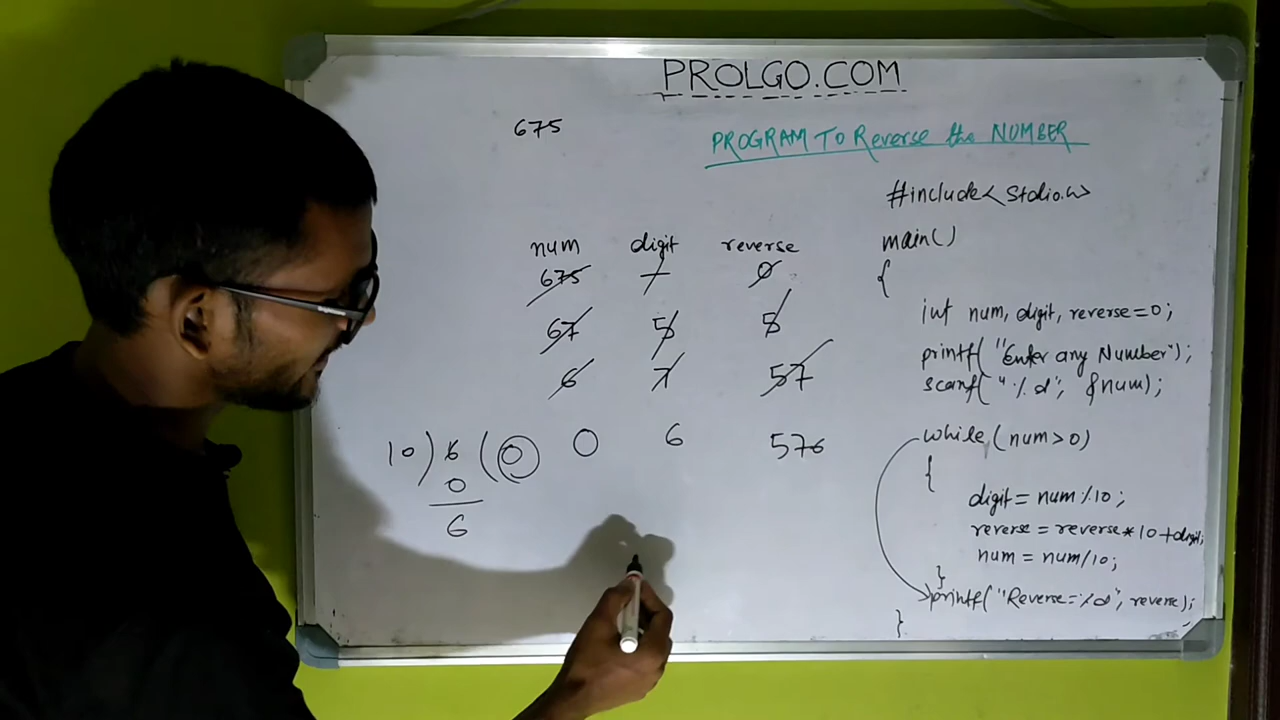 PROLGO.COM
675
PROGRAM TO Reverse the NUMBER
num digit reverse
675 - 0
67 5 5
6 7 57
0 6 576
10) 6 (0
0
6
#include<stdio.h>
main()
{
int num, digit, reverse=0;
printf("Enter any Number");
scanf("%d", &num);
while(num>0)
{
digit = num%10;
reverse = reverse*10+digit;
num = num/10;
}
printf("Reverse=%d", reverse);
}